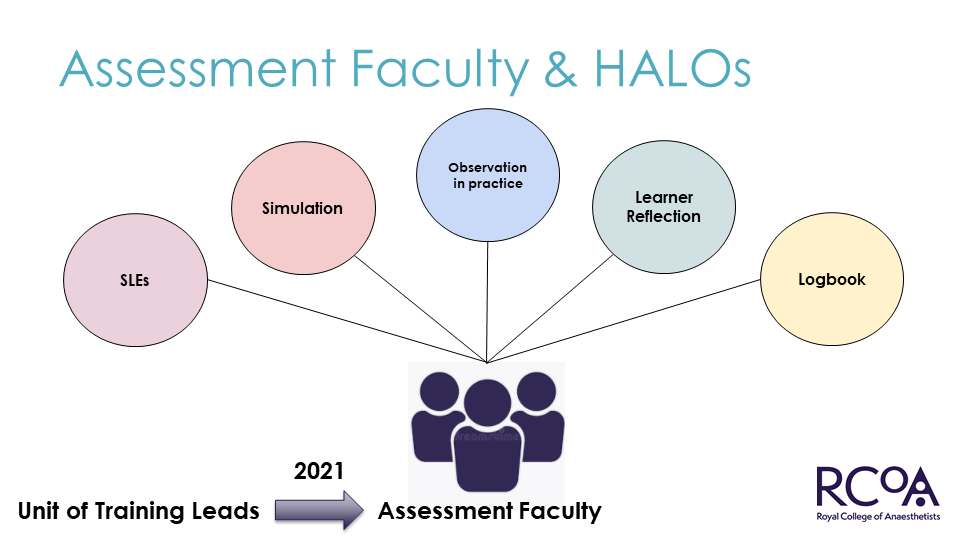 Assessment Faculty & HALOs
Observation
in practice
Simulation
Learner
Reflection
SLEs
Logbook
2021
Unit of Training Leads
Assessment Faculty
RCoA
Royal College of Anaesthetists